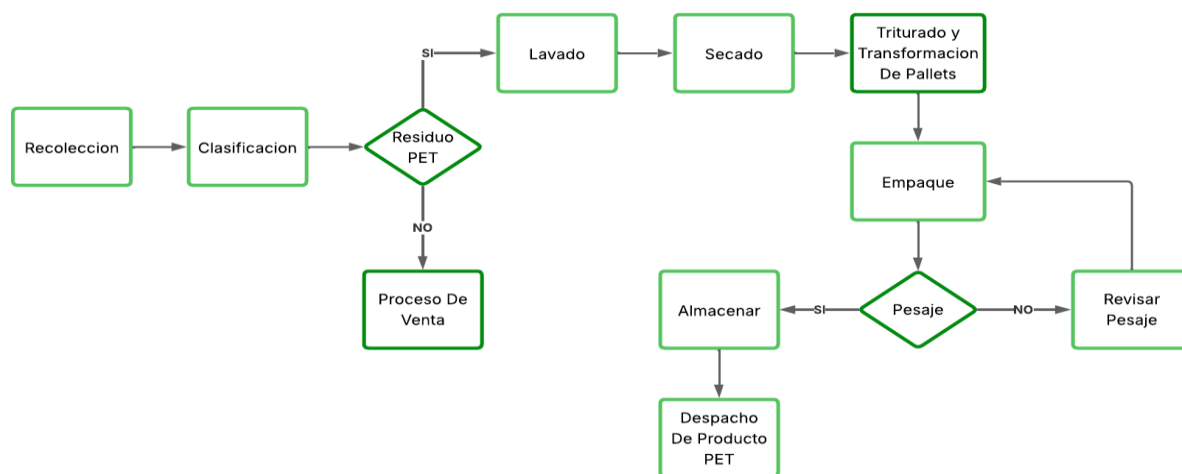 Recoleccion
Clasificacion
Residuo
PET
SI
NO
Proceso De
Venta
Lavado
Secado
Triturado y
Transformacion
De Pallets
Empaque
Pesaje
SI
NO
Almacenar
Revisar
Pesaje
Despacho
De Producto
PET